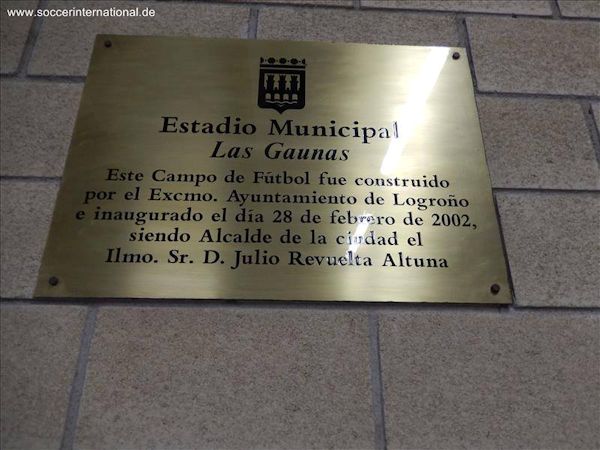 www.soccerinternational.de
Estadio Municipal
Las Gaunas
Este Campo de Fútbol fue construido
por el Excmo. Ayuntamiento de Logroño
e inaugurado el día 28 de febrero de 2002,
siendo Alcalde de la ciudad el
Ilmo. Sr. D. Julio Revuelta Altuna